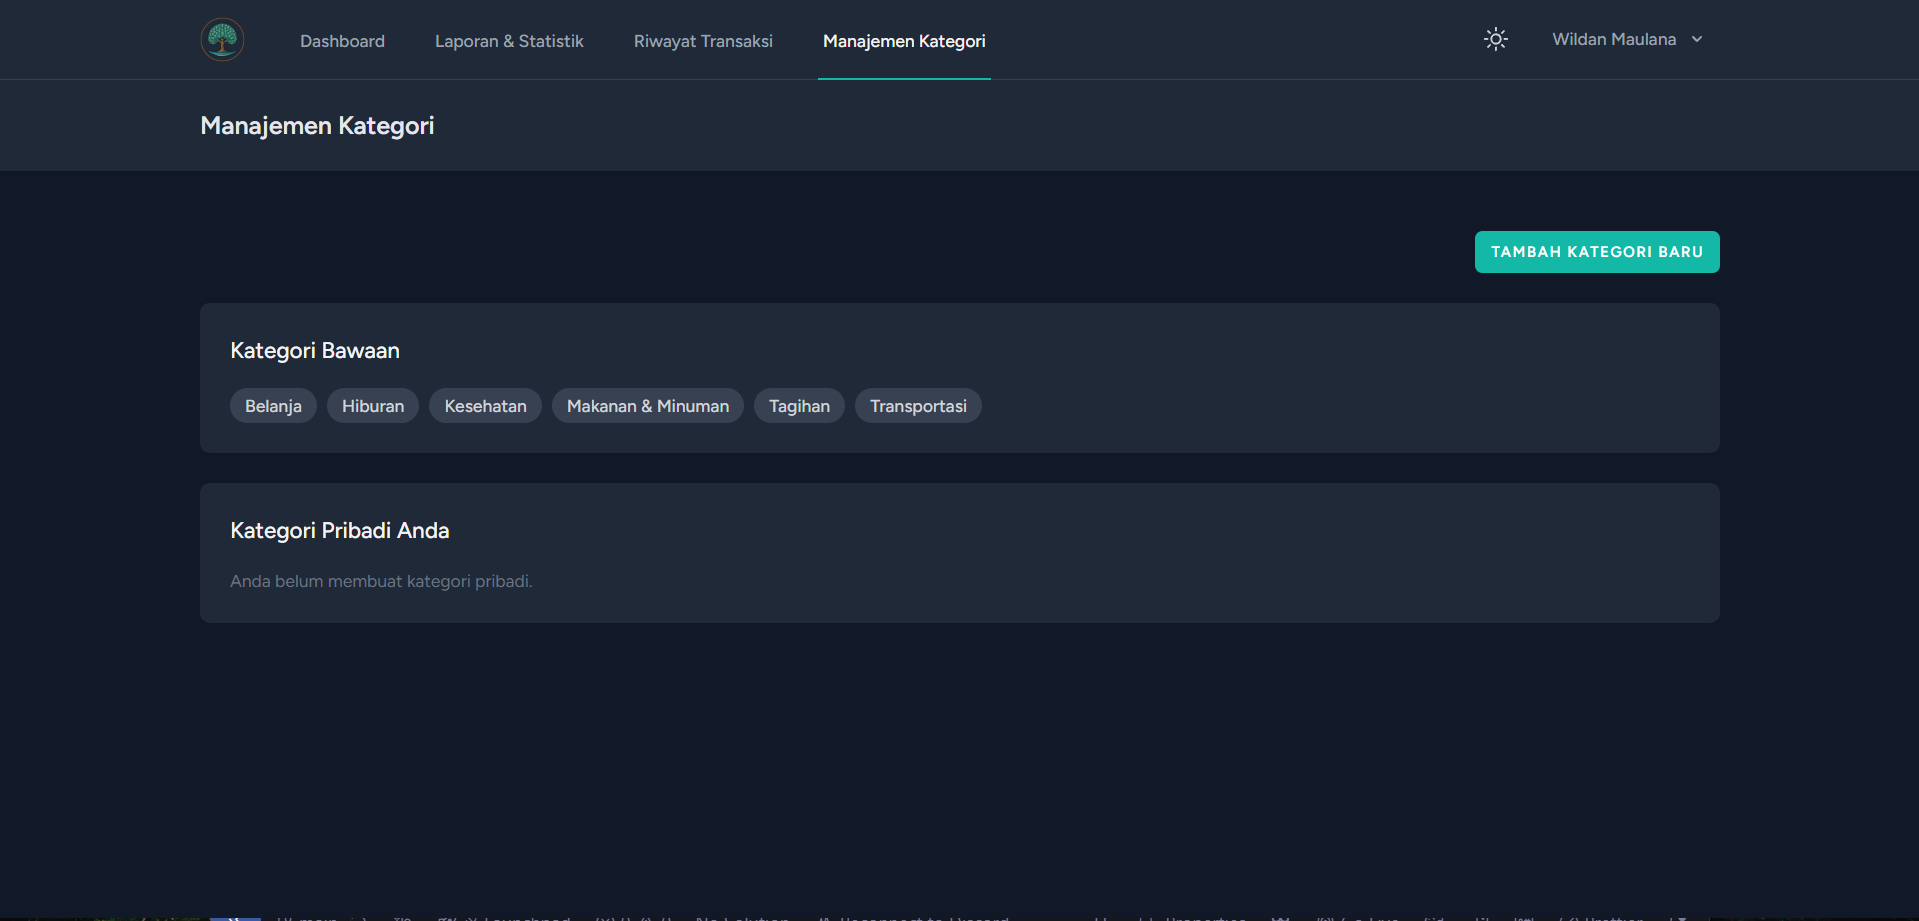 Dashboard
Laporan & Statistik
Riwayat Transaksi
Manajemen Kategori
Wildan Maulana
Manajemen Kategori
TAMBAH KATEGORI BARU
Kategori Bawaan
Belanja
Hiburan
Kesehatan
Makanan & Minuman
Tagihan
Transportasi
Kategori Pribadi Anda
Anda belum membuat kategori pribadi.